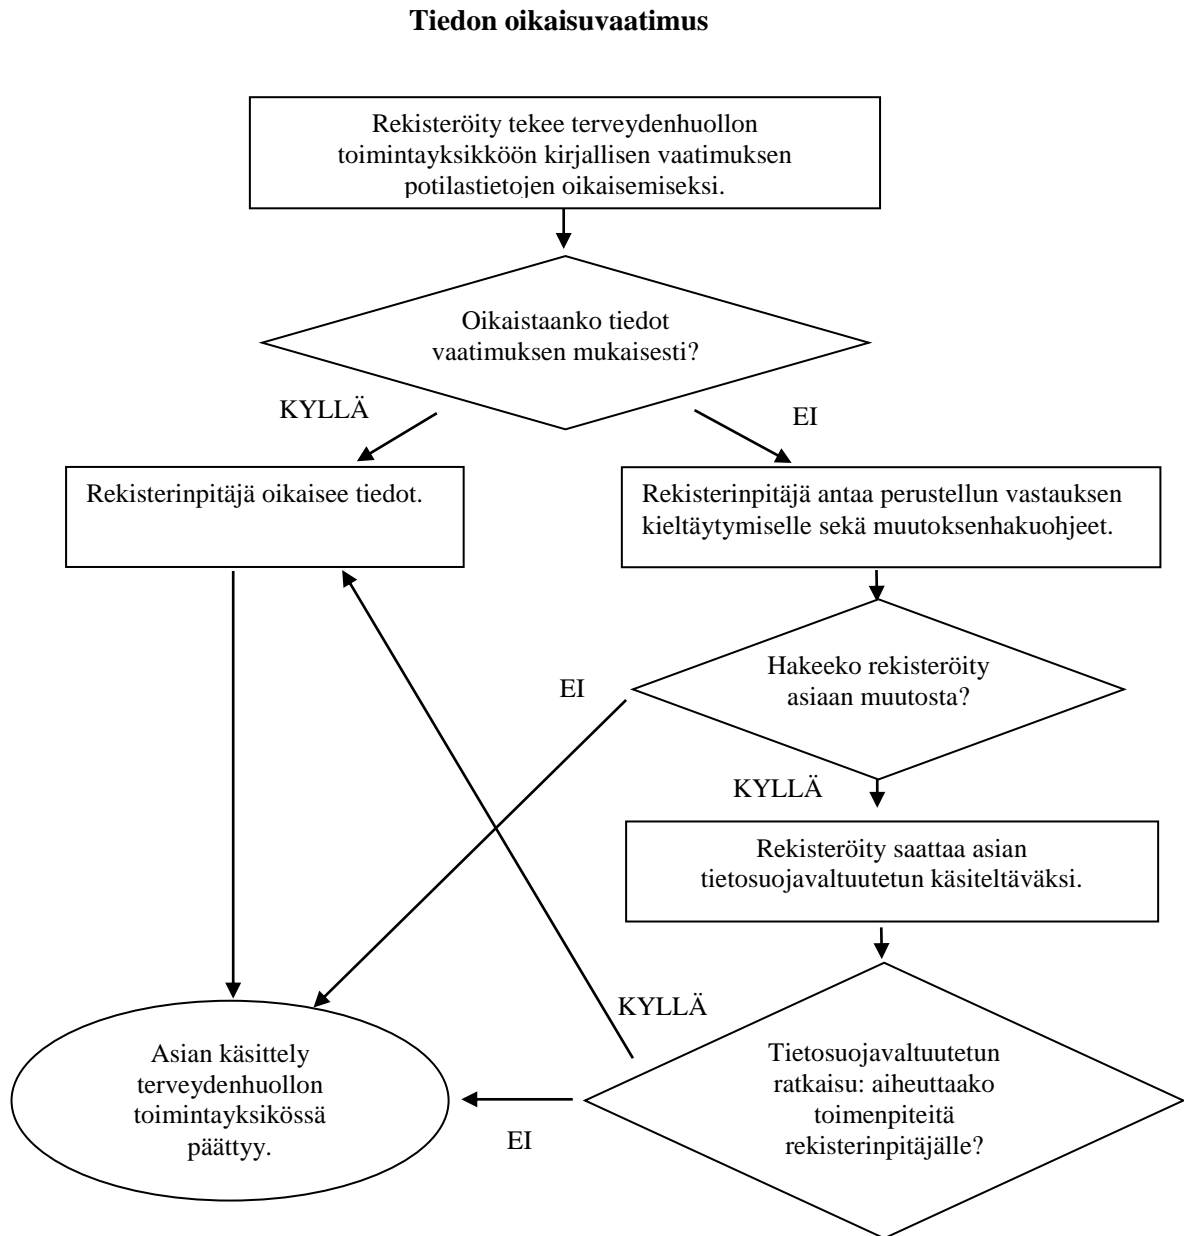 Tiedon oikaisuvaatimus
Rekisteröity tekee terveydenhuollon
toimintayksikköön kirjallisen vaatimuksen
potilastietojen oikaisemiseksi.
Oikaistaanko tiedot
vaatimuksen mukaisesti?
KYLLÄ
EI
Rekisterinpitäjä oikaisee tiedot.
Rekisterinpitäjä antaa perustellun vastauksen
kieltäytymiselle sekä muutoksenhakuohjeet.
Hakeeko rekisteröity
asiaan muutosta?
EI
KYLLÄ
Rekisteröity saattaa asian
tietosuojavaltuutetun käsiteltäväksi.
KYLLÄ
Tietosuojavaltuutetun
ratkaisu: aiheuttaako
toimenpiteitä
rekisterinpitäjälle?
EI
Asian käsittely
terveydenhuollon
toimintayksikössä
päättyy.